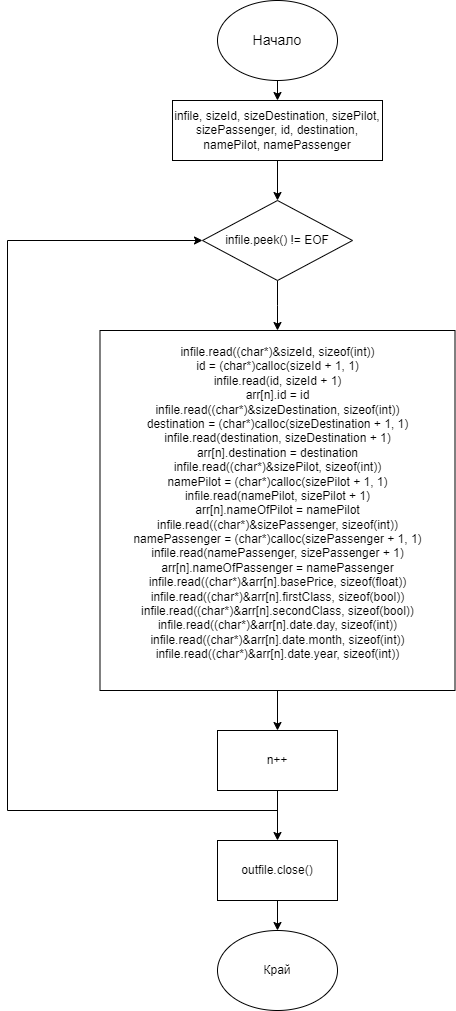 Начало
infile, sizeId, sizeDestination, sizePilot,
sizePassenger, id, destination,
namePilot, namePassenger
infile.peek() != EOF
infile.read((char*)&sizeId, sizeof(int))
id = (char*)calloc(sizeId + 1, 1)
infile.read(id, sizeId + 1)
arr[n].id = id
infile.read((char*)&sizeDestination, sizeof(int))
destination = (char*)calloc(sizeDestination + 1, 1)
infile.read(destination, sizeDestination + 1)
arr[n].destination = destination
infile.read((char*)&sizePilot, sizeof(int))
namePilot = (char*)calloc(sizePilot + 1, 1)
infile.read(namePilot, sizePilot + 1)
arr[n].nameOfPilot = namePilot
infile.read((char*)&sizePassenger, sizeof(int))
namePassenger = (char*)calloc(sizePassenger + 1, 1)
infile.read(namePassenger, sizePassenger + 1)
arr[n].nameOfPassenger = namePassenger
infile.read((char*)&arr[n].basePrice, sizeof(float))
infile.read((char*)&arr[n].firstClass, sizeof(bool))
infile.read((char*)&arr[n].secondClass, sizeof(bool))
infile.read((char*)&arr[n].date.day, sizeof(int))
infile.read((char*)&arr[n].date.month, sizeof(int))
infile.read((char*)&arr[n].date.year, sizeof(int))
n++
outfile.close()
Край